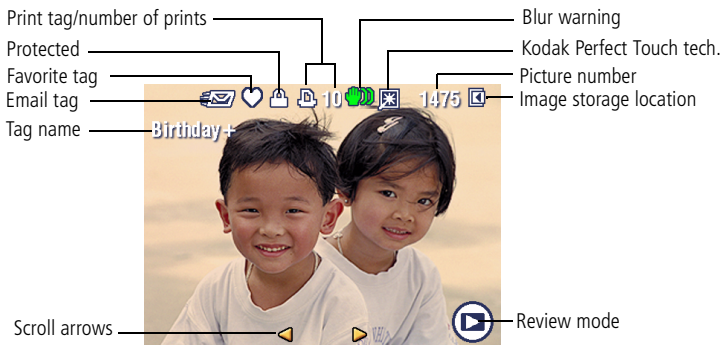 Print tag/number of prints
Protected
Favorite tag
Email tag
Tag name
Scroll arrows
10
1475
Birthday+
Blur warning
Kodak Perfect Touch tech.
Picture number
Image storage location
Review mode